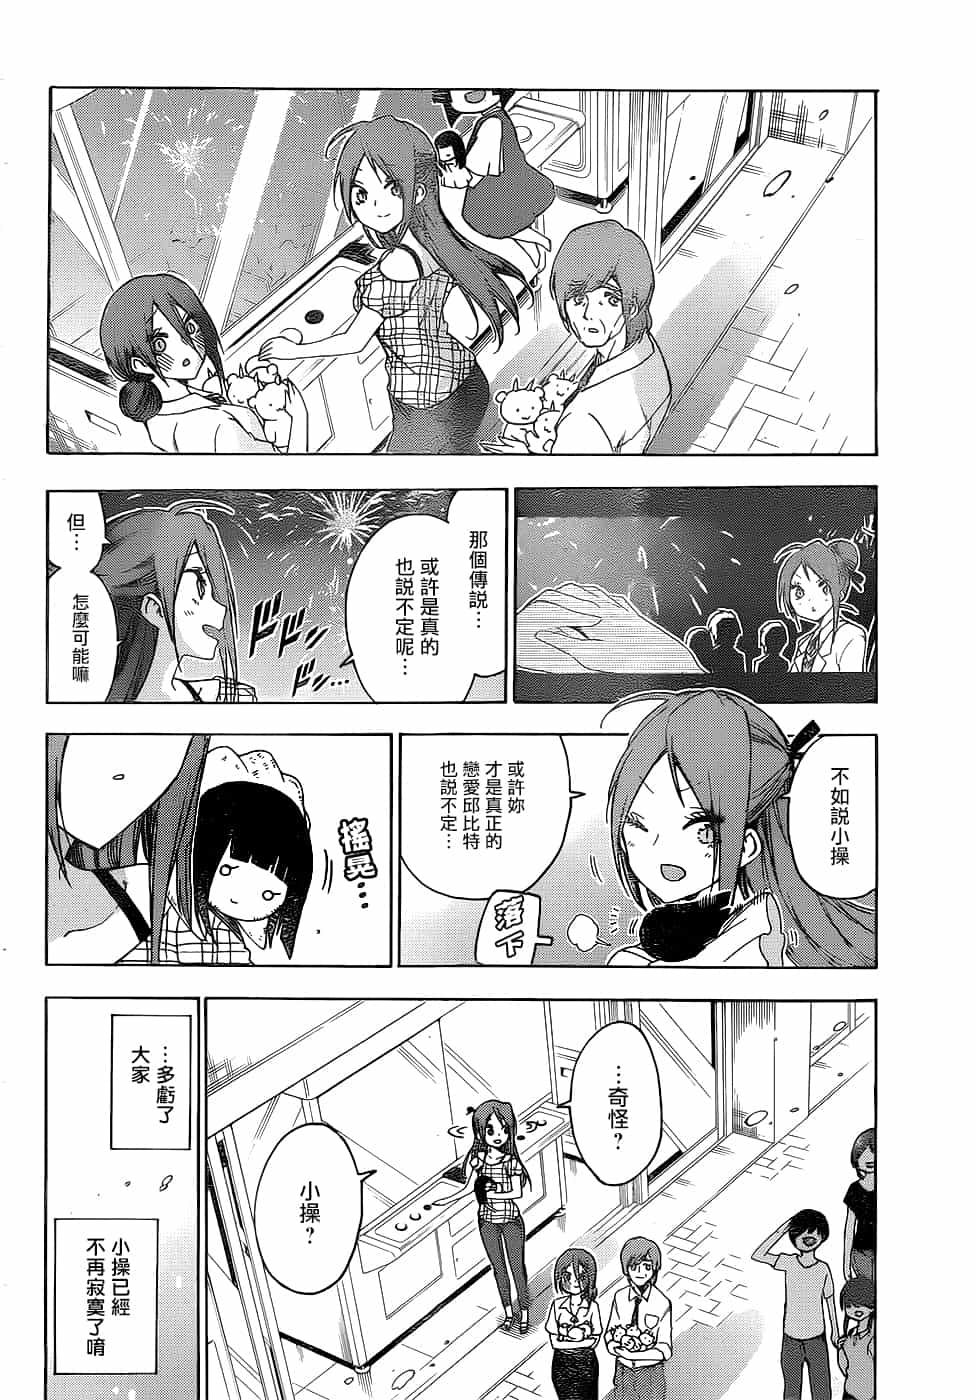 那個傳說…
或許是真的
也說不定呢…
ドドドン…
但…
怎麼可能嘛
不如說小操
或許妳
才是真正的
戀愛邱比特
也說不定…
落下
搖晃…
…奇怪?
小操?
…多虧了
大家
小操已經
不再寂寞了唷